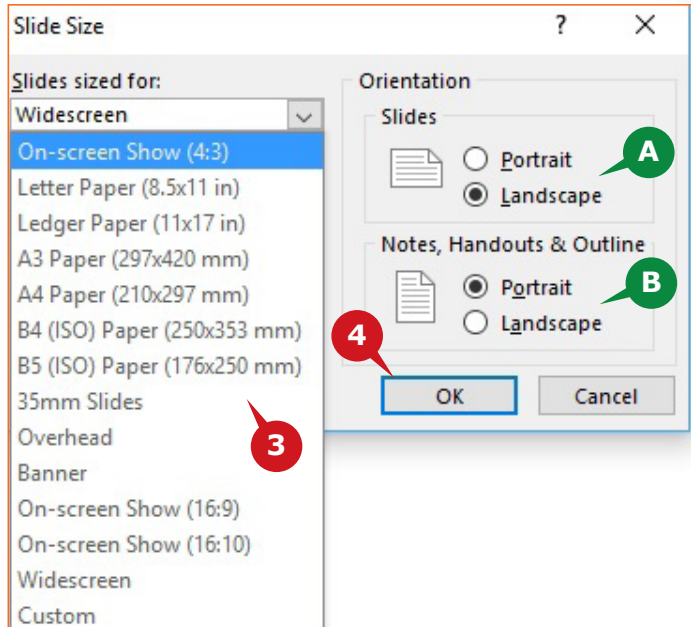 Slide Size ? ×
Slides sized for:
Widescreen
On-screen Show (4:3)
Letter Paper (8.5x11 in)
Ledger Paper (11x17 in)
A3 Paper (297x420 mm)
A4 Paper (210x297 mm)
B4 (ISO) Paper (250x353 mm)
B5 (ISO) Paper (176x250 mm)
35mm Slides
Overhead
Banner
On-screen Show (16:9)
On-screen Show (16:10)
Widescreen
Custom
3
Orientation
Slides
Portrait
Landscape
A
Notes, Handouts & Outline
Portrait
Landscape
B
4
OK Cancel